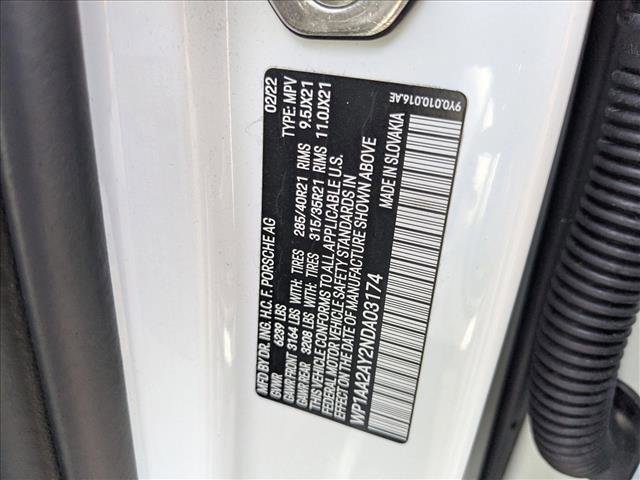 MFD BY DR. ING. H.C. F. PORSCHE AG 02/22
GVWR 6239 LBS TYPE: MPV
GAWR FRONT 3164 LBS WITH: TIRES 285/40R21 RIMS 9.5JX21
GAWR REAR 3208 LBS WITH: TIRES 315/35R21 RIMS 11.0JX21
THIS VEHICLE CONFORMS TO ALL APPLICABLE U.S.
FEDERAL MOTOR VEHICLE SAFETY STANDARDS IN
EFFECT ON THE DATE OF MANUFACTURE SHOWN ABOVE
WP1AA2AY2NDA03174 MADE IN SLOVAKIA
9Y0.010.016.AE